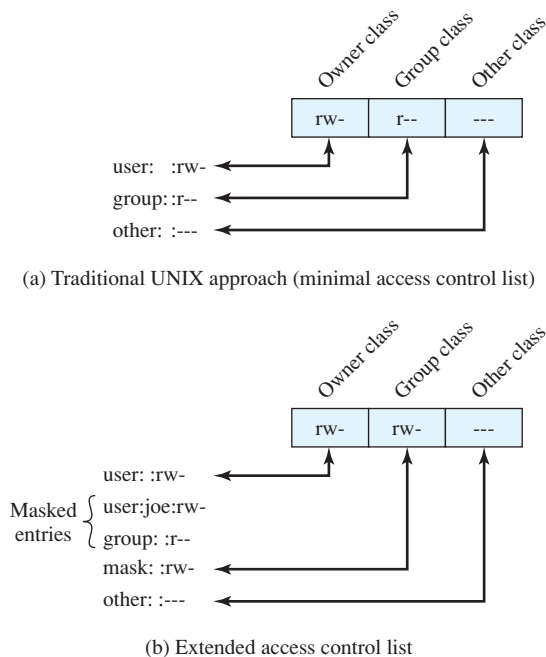 Owner class
Group class
Other class
rw- r-- ---
user: :rw-
group: :r--
other: :---
(a) Traditional UNIX approach (minimal access control list)
Owner class
Group class
Other class
rw- rw- ---
user: :rw-
Masked entries
user:joe:rw-
group: :r--
mask: :rw-
other: :---
(b) Extended access control list